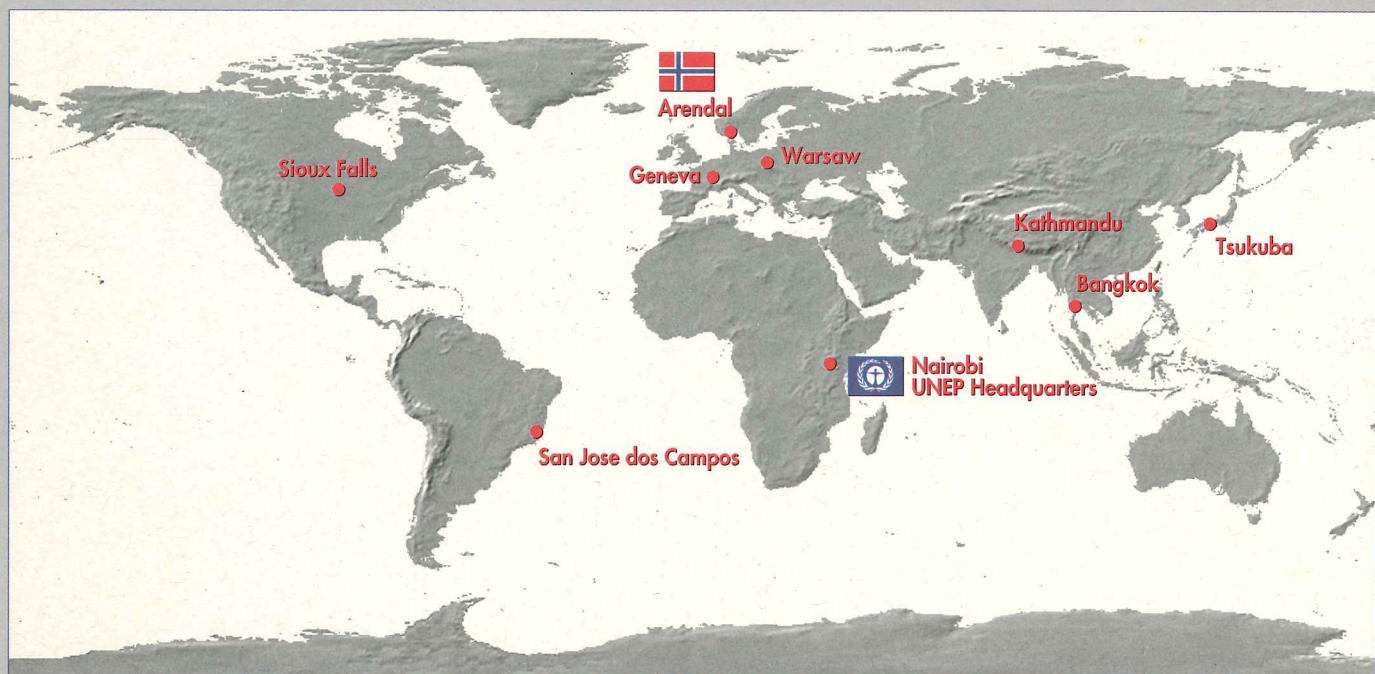 Arendal
Sioux Falls
Warsaw
Geneva
Kathmandu
Tsukuba
Bangkok
Nairobi
UNEP Headquarters
San Jose dos Campos